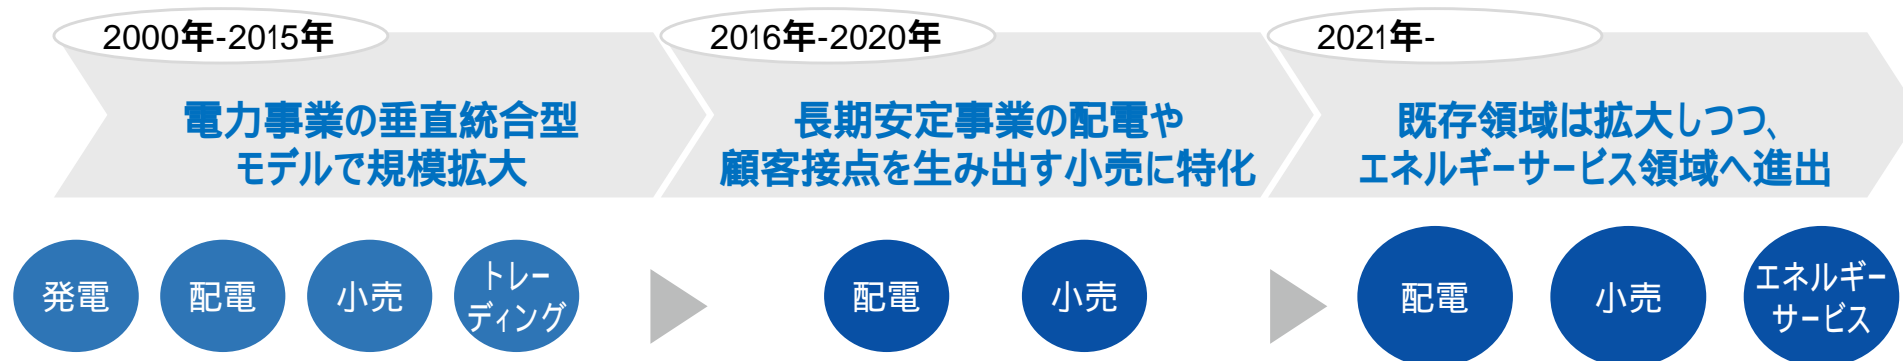 2000年-2015年
電力事業の垂直統合型
モデルで規模拡大
2016年-2020年
長期安定事業の配電や
顧客接点を生み出す小売に特化
2021年-
既存領域は拡大しつつ、
エネルギーサービス領域へ進出
発電
配電
小売
トレー
ディング
配電
小売
配電
小売
エネルギー
サービス